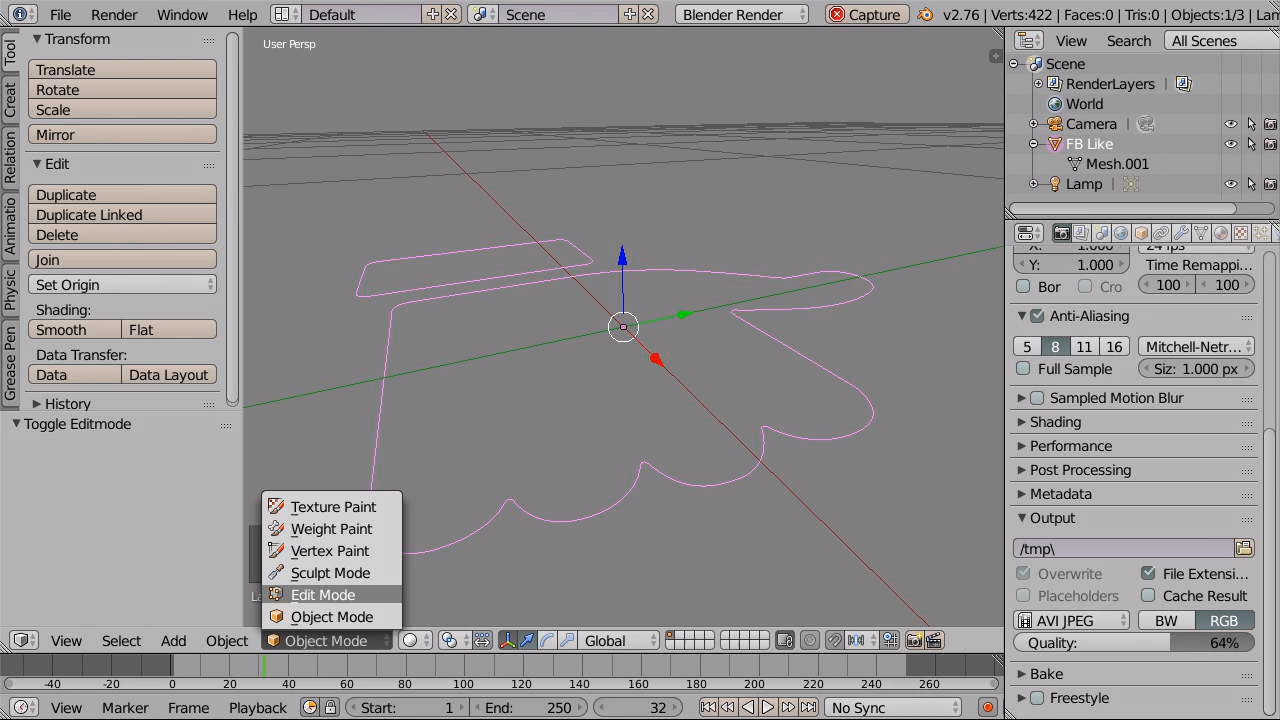 File Render Window Help Default Scene Blender Render Capture v2.76 | Verts:422 | Faces:0 | Tris:0 | Objects:1/3 | Lam
Transform
Translate
Rotate
Scale
Mirror
Edit
Duplicate
Duplicate Linked
Delete
Join
Set Origin
Shading:
Smooth Flat
Data Transfer:
Data Data Layout
History
Toggle Editmode
Tool
Creat
Relation
Animatio
Physic
Grease Pen
User Persp
Texture Paint
Weight Paint
Vertex Paint
Sculpt Mode
Edit Mode
Object Mode
View Select Add Object Object Mode Global
-40 -20 0 20 40 60 80 100 120 140 160 180 200 220 240 260
View Marker Frame Playback Start: 1 End: 250 32 No Sync
View Search All Scenes
Scene
RenderLayers |
World
Camera |
FB Like
Mesh.001
Lamp |
X: 1.000 24 fps
Y: 1.000 Time Remappi...
Bor Cro 100 100
Anti-Aliasing
5 8 11 16 Mitchell-Netr...
Full Sample Siz: 1.000 px
Sampled Motion Blur
Shading
Performance
Post Processing
Metadata
Output
/tmp\
Overwrite File Extensi...
Placeholders Cache Result
AVI JPEG BW RGB
Quality: 64%
Bake
Freestyle